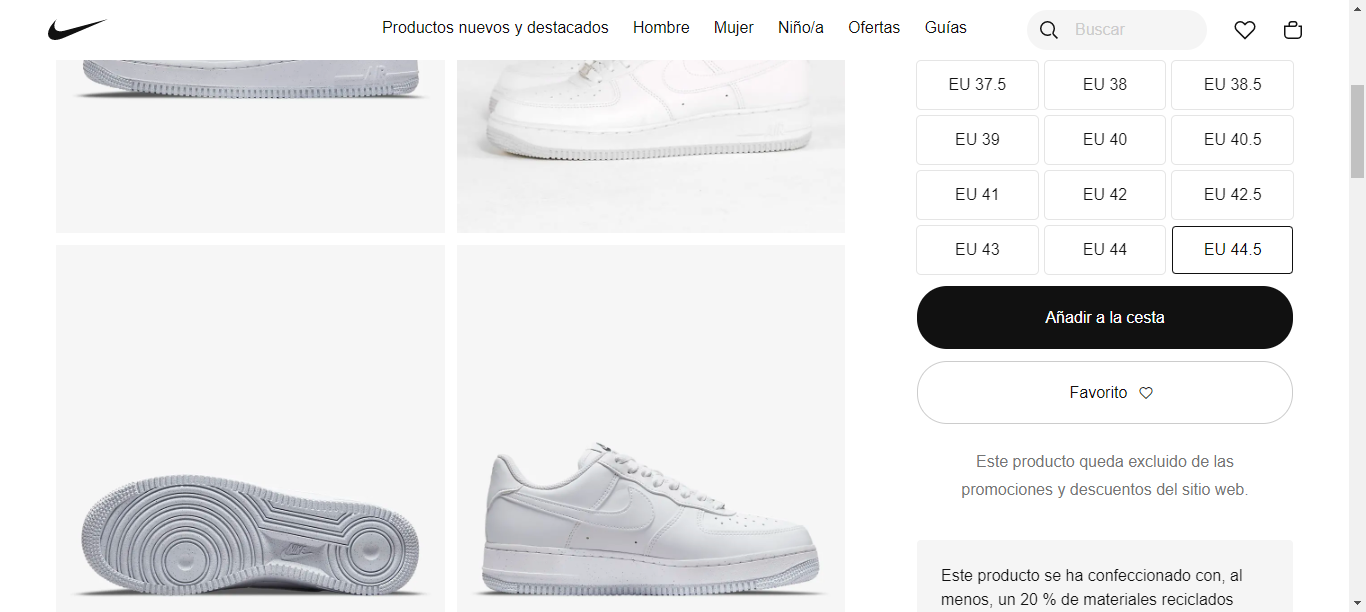 Productos nuevos y destacados Hombre Mujer Niño/a Ofertas Guías Buscar
EU 37.5 EU 38 EU 38.5
EU 39 EU 40 EU 40.5
EU 41 EU 42 EU 42.5
EU 43 EU 44 EU 44.5
Añadir a la cesta
Favorito
Este producto queda excluido de las
promociones y descuentos del sitio web.
Este producto se ha confeccionado con, al
menos, un 20 % de materiales reciclados